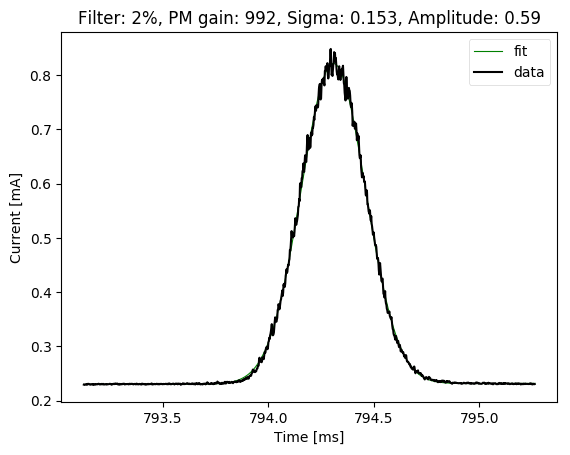 Filter: 2%, PM gain: 992, Sigma: 0.153, Amplitude: 0.59
fit
data
0.8
0.7
0.6
0.5
0.4
0.3
0.2
Current [mA]
793.5 794.0 794.5 795.0
Time [ms]